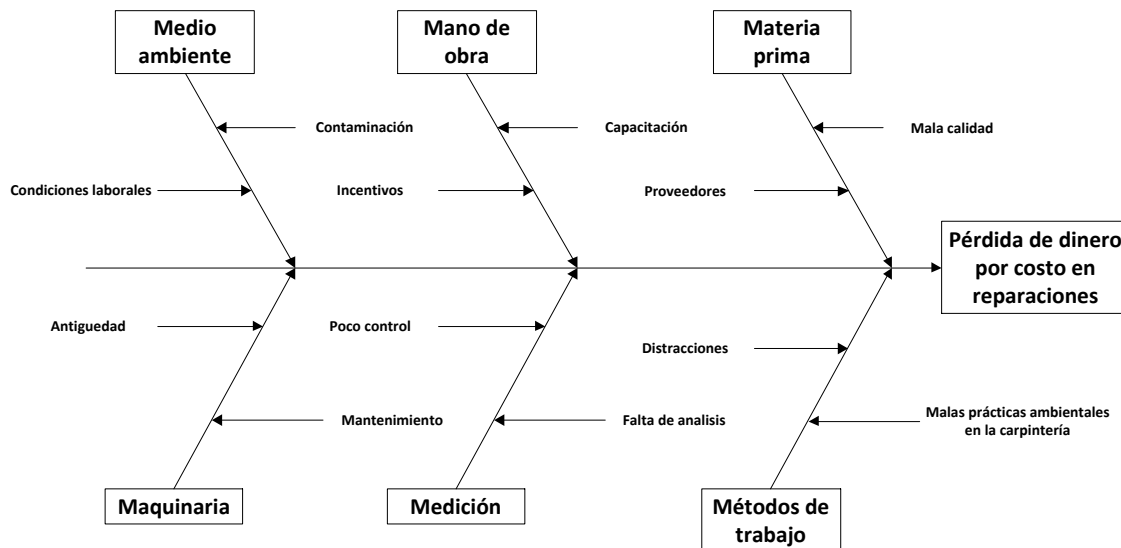 Medio
ambiente
Mano de
obra
Materia
prima
Contaminación
Capacitación
Mala calidad
Condiciones laborales
Incentivos
Proveedores
Pérdida de dinero
por costo en
reparaciones
Antiguedad
Poco control
Distracciones
Mantenimiento
Falta de analisis
Malas prácticas ambientales
en la carpintería
Maquinaria
Medición
Métodos de
trabajo